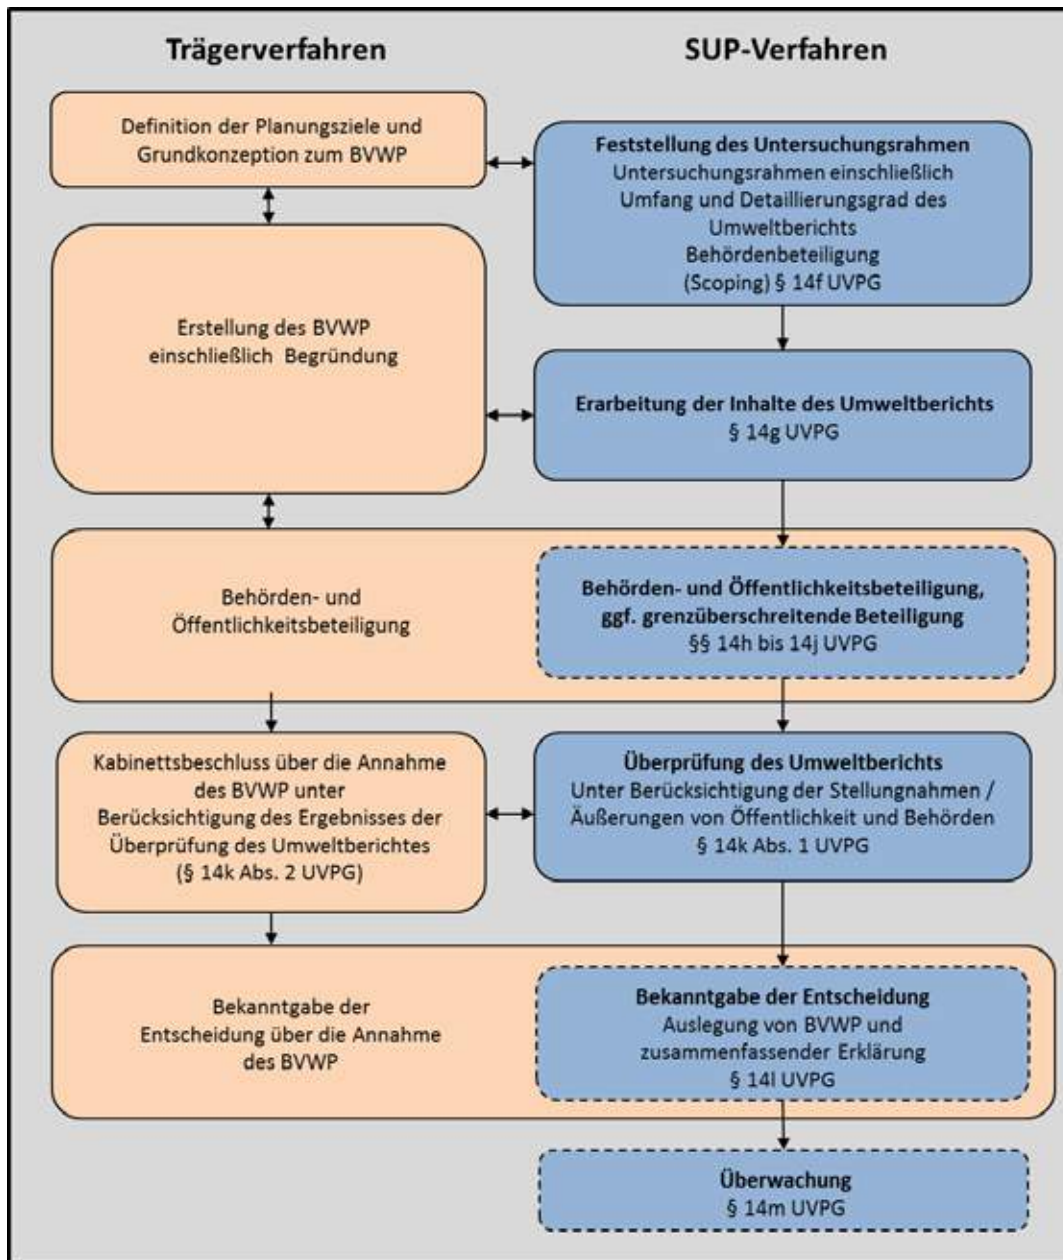 Trägerverfahren
SUP-Verfahren
Definition der Planungsziele und
Grundkonzeption zum BVWP
Feststellung des Untersuchungsrahmen
Untersuchungsrahmen einschließlich
Umfang und Detaillierungsgrad des
Umweltberichts
Behördenbeteiligung
(Scoping) § 14f UVPG
Erstellung des BVWP
einschließlich Begründung
Erarbeitung der Inhalte des Umweltberichts
§ 14g UVPG
Behörden- und
Öffentlichkeitsbeteiligung
Behörden- und Öffentlichkeitsbeteiligung,
ggf. grenzüberschreitende Beteiligung
§§ 14h bis 14j UVPG
Kabinettsbeschluss über die Annahme
des BVWP unter
Berücksichtigung des Ergebnisses der
Überprüfung des Umweltberichtes
(§ 14k Abs. 2 UVPG)
Überprüfung des Umweltberichts
Unter Berücksichtigung der Stellungnahmen /
Äußerungen von Öffentlichkeit und Behörden
§ 14k Abs. 1 UVPG
Bekanntgabe der
Entscheidung über die Annahme
des BVWP
Bekanntgabe der Entscheidung
Auslegung von BVWP und
zusammenfassender Erklärung
§ 14l UVPG
Überwachung
§ 14m UVPG